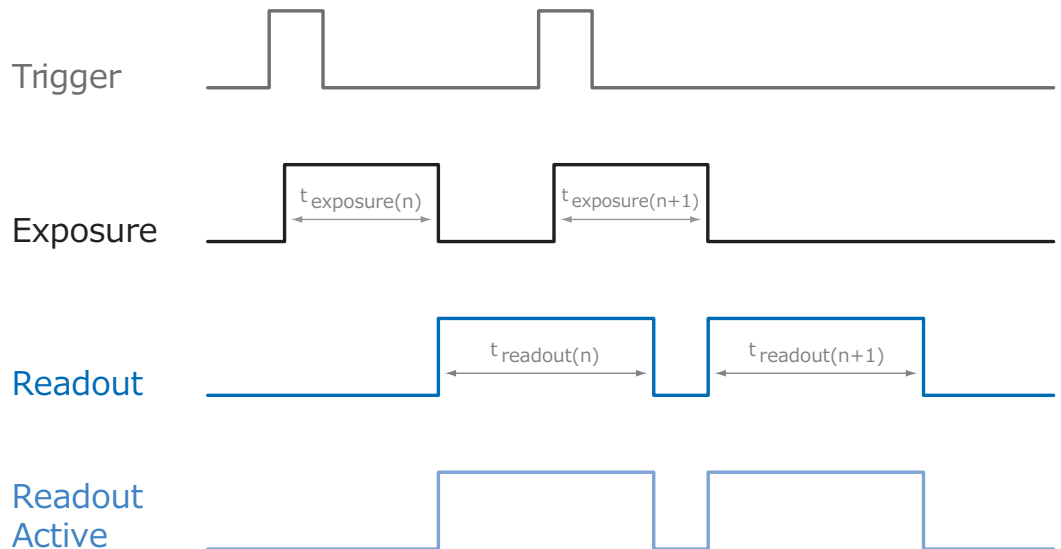 Trigger
t exposure(n)
t exposure(n+1)
Exposure
t readout(n)
t readout(n+1)
Readout
Readout
Active